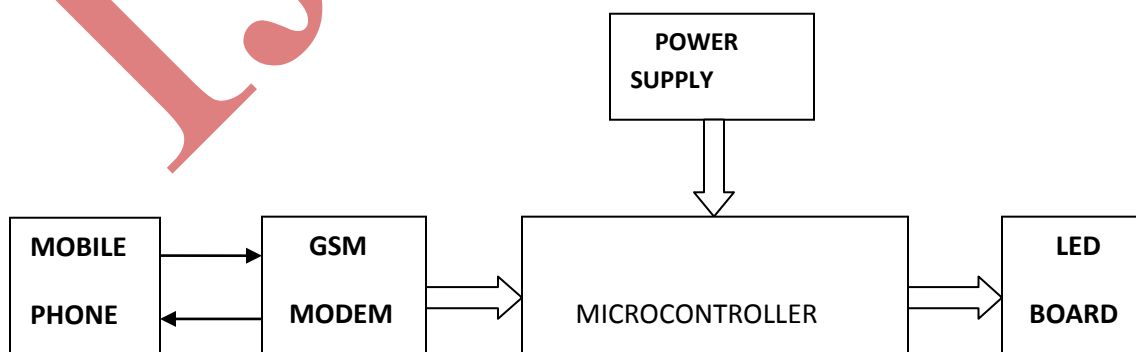 POWER
SUPPLY
MOBILE
PHONE
GSM
MODEM
MICROCONTROLLER
LED
BOARD